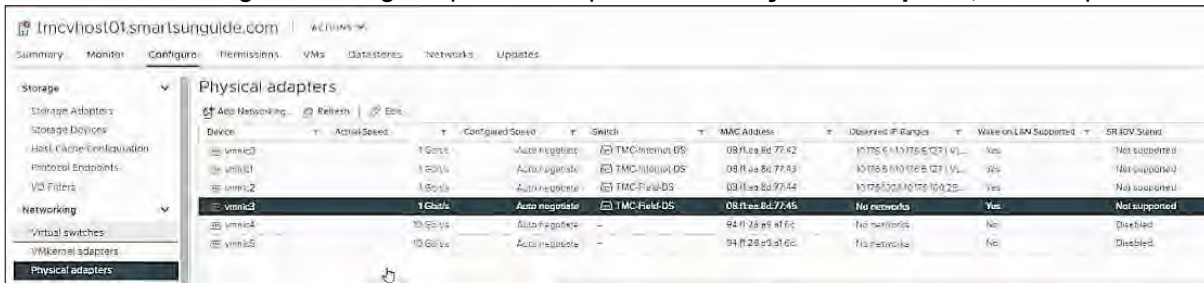 tmcvhost01.smartsunguide.com ACTIONS
Summary Monitor Configure Permissions VMs Datastores Networks Updates
Storage
Storage Adapters
Storage Devices
Host Cache Configuration
Protocol Endpoints
I/O Filters
Networking
Virtual switches
VMkernel adapters
Physical adapters
Physical adapters
Add Networking... Refresh Edit
Device Actual Speed Configured Speed Switch MAC Address Observed IP Ranges Wake on LAN Supported SR-IOV Status
vmnic0 1 Gbit/s Auto negotiate TMC-Internet-DS Yes Not supported
vmnic1 1 Gbit/s Auto negotiate TMC-Internet-DS Yes Not supported
vmnic2 1 Gbit/s Auto negotiate TMC-Field-DS Yes Not supported
vmnic3 1 Gbit/s Auto negotiate TMC-Field-DS 08:f1:ea:8d:77:45 No networks Yes Not supported
vmnic4 10 Gbit/s Auto negotiate -- No networks No Disabled
vmnic5 10 Gbit/s Auto negotiate -- No networks No Disabled